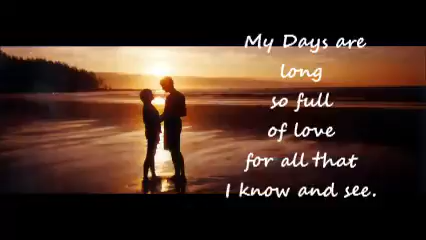 My Days are
long
so full
of love
for all that
I know and see.